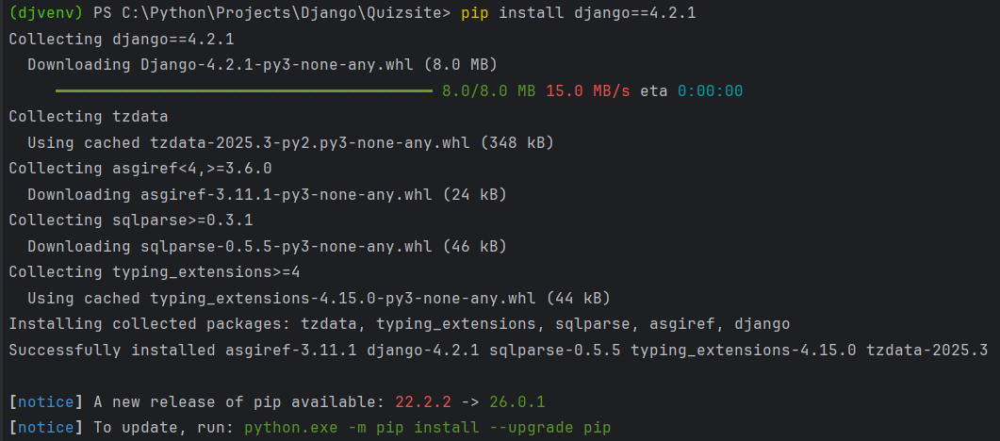 (djvenv) PS C:\Python\Projects\Django\Quizsite> pip install django==4.2.1
Collecting django==4.2.1
  Downloading Django-4.2.1-py3-none-any.whl (8.0 MB)
     ━━━━━━━━━━━━━━━━━━━━━━━━━━━━━━━━━━━━━━━━ 8.0/8.0 MB 15.0 MB/s eta 0:00:00
Collecting tzdata
  Using cached tzdata-2025.3-py2.py3-none-any.whl (348 kB)
Collecting asgiref<4,>=3.6.0
  Downloading asgiref-3.11.1-py3-none-any.whl (24 kB)
Collecting sqlparse>=0.3.1
  Downloading sqlparse-0.5.5-py3-none-any.whl (46 kB)
Collecting typing_extensions>=4
  Using cached typing_extensions-4.15.0-py3-none-any.whl (44 kB)
Installing collected packages: tzdata, typing_extensions, sqlparse, asgiref, django
Successfully installed asgiref-3.11.1 django-4.2.1 sqlparse-0.5.5 typing_extensions-4.15.0 tzdata-2025.3

[notice] A new release of pip available: 22.2.2 -> 26.0.1
[notice] To update, run: python.exe -m pip install --upgrade pip